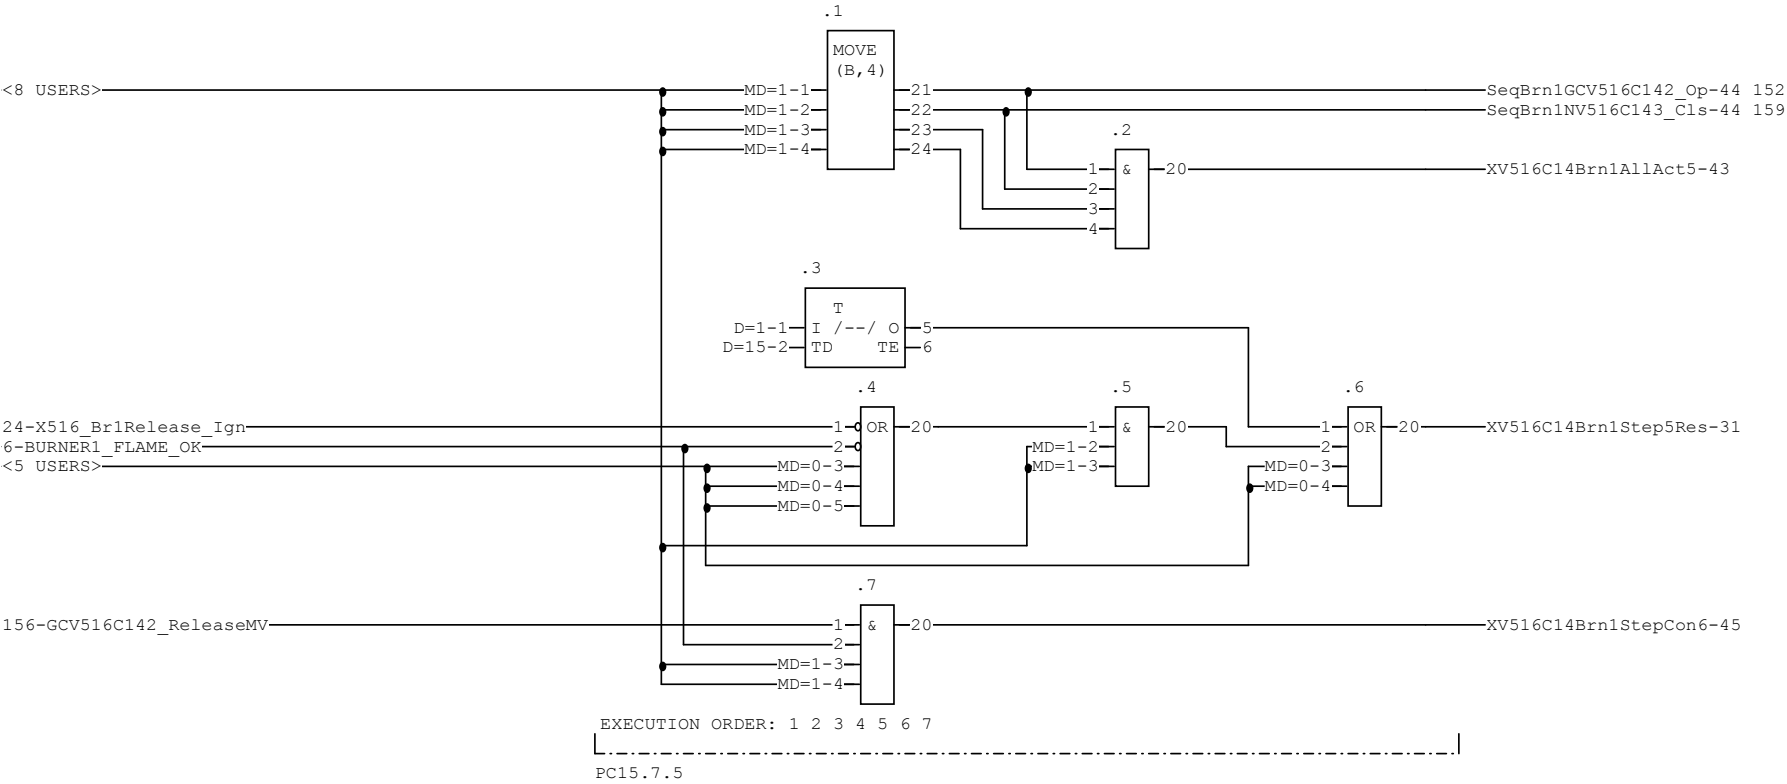 .1
MOVE
(B,4)
<8 USERS> MD=1-1 21 SeqBrn1GCV516C142_Op-44 152
MD=1-2 22 SeqBrn1NV516C143_Cls-44 159
MD=1-3 23 .2
MD=1-4 24
1 & 20 XV516C14Brn1AllAct5-43
2
3
4
.3
T
D=1-1 I /--/ O 5
D=15-2 TD TE 6
.4 .5 .6
24-X516_Br1Release_Ign 1 OR 20 1 & 20 1 OR 20 XV516C14Brn1Step5Res-31
6-BURNER1_FLAME_OK 2 MD=1-2 2
<5 USERS> MD=0-3 MD=1-3 MD=0-3
MD=0-4 MD=0-4
MD=0-5
.7
156-GCV516C142_ReleaseMV 1 & 20 XV516C14Brn1StepCon6-45
2
MD=1-3
MD=1-4
EXECUTION ORDER: 1 2 3 4 5 6 7
PC15.7.5